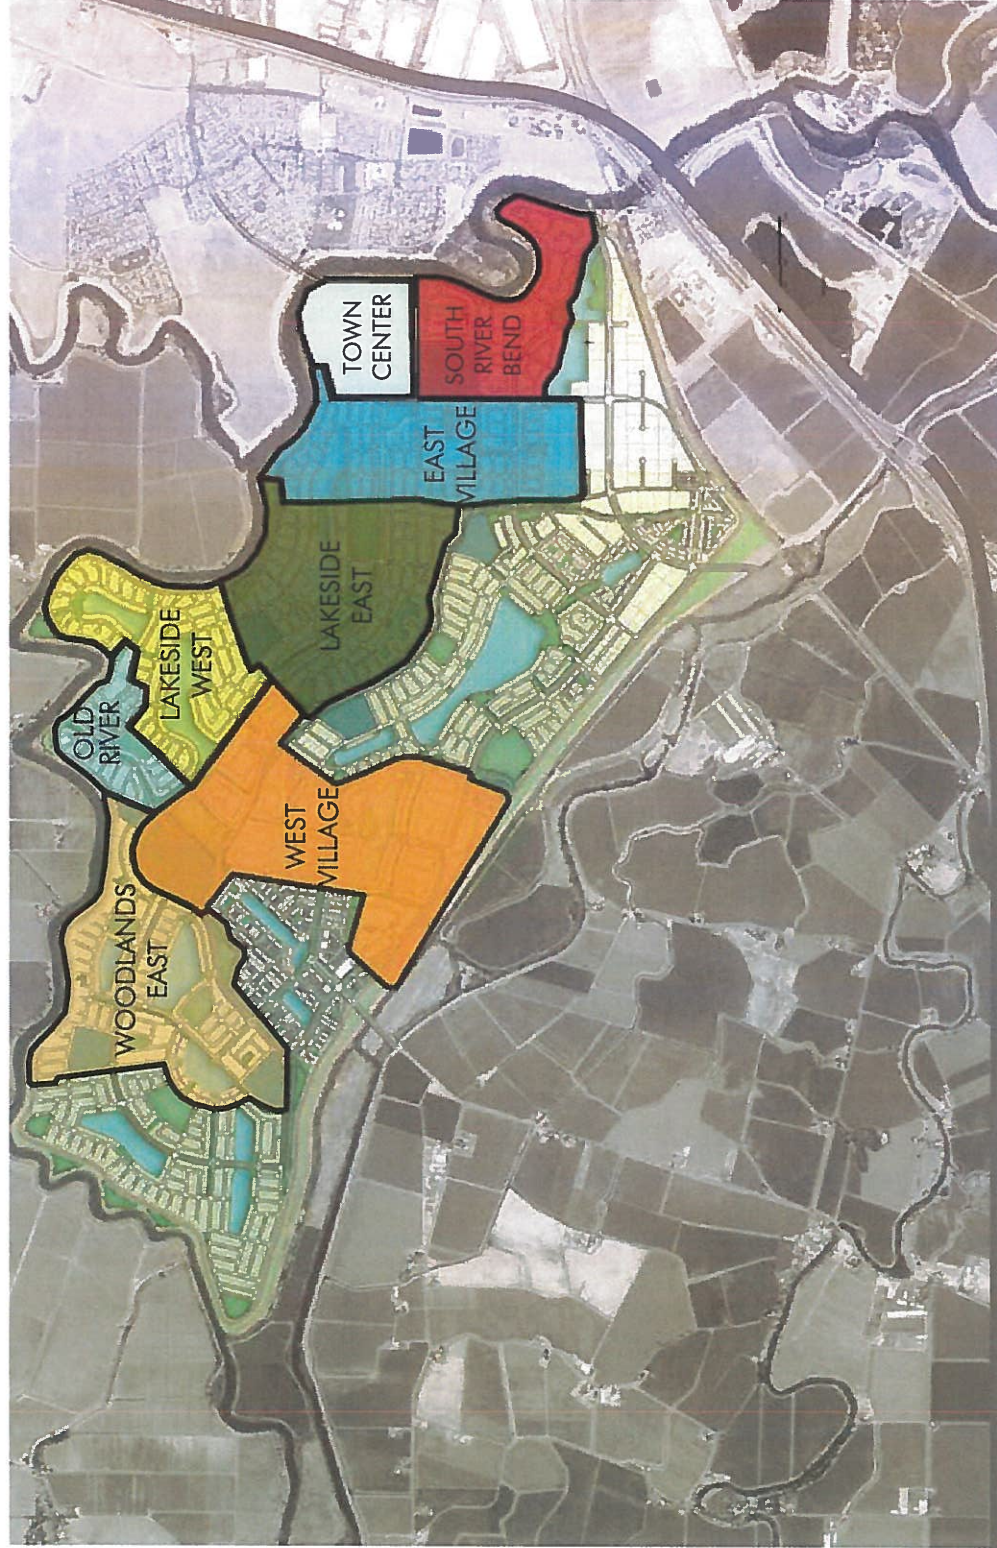 WOODLANDS
EAST
OLD
RIVER
LAKESIDE
WEST
WEST
VILLAGE
LAKESIDE
EAST
EAST
VILLAGE
TOWN
CENTER
SOUTH
RIVER
BEND